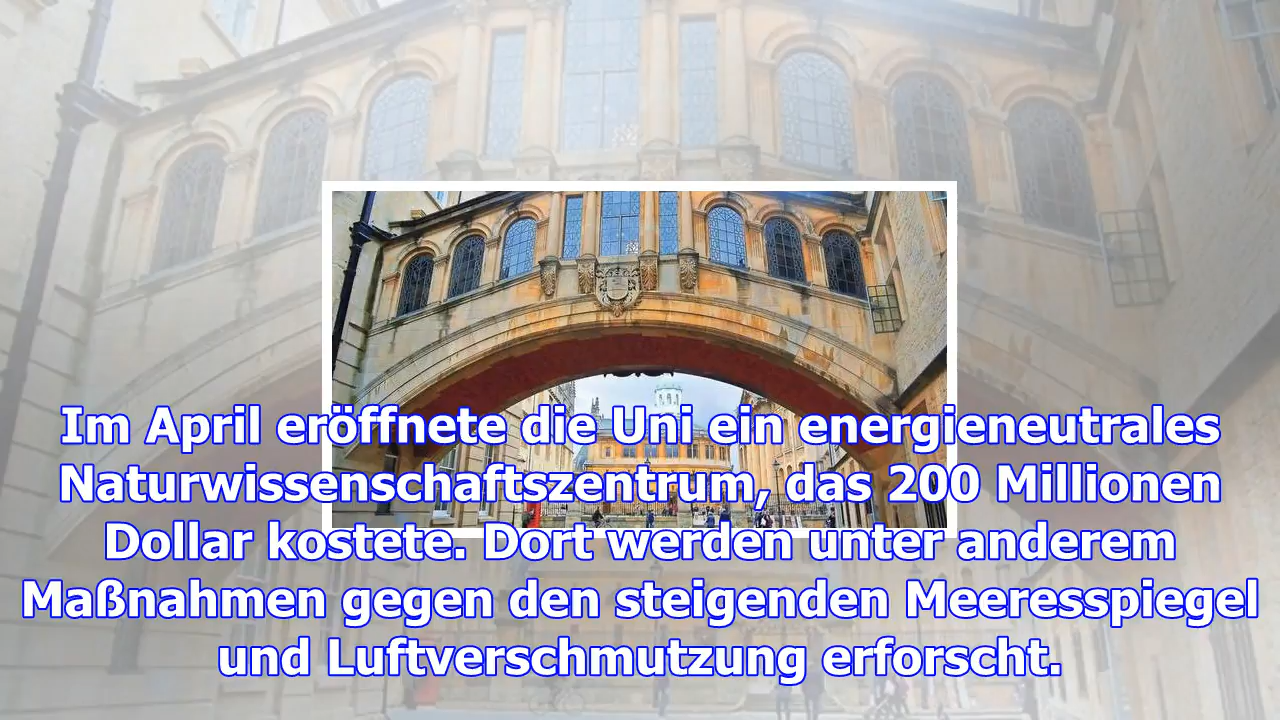 Im April eröffnete die Uni ein energieneutrales
Naturwissenschaftszentrum, das 200 Millionen
Dollar kostete. Dort werden unter anderem
Maßnahmen gegen den steigenden Meeresspiegel
und Luftverschmutzung erforscht.